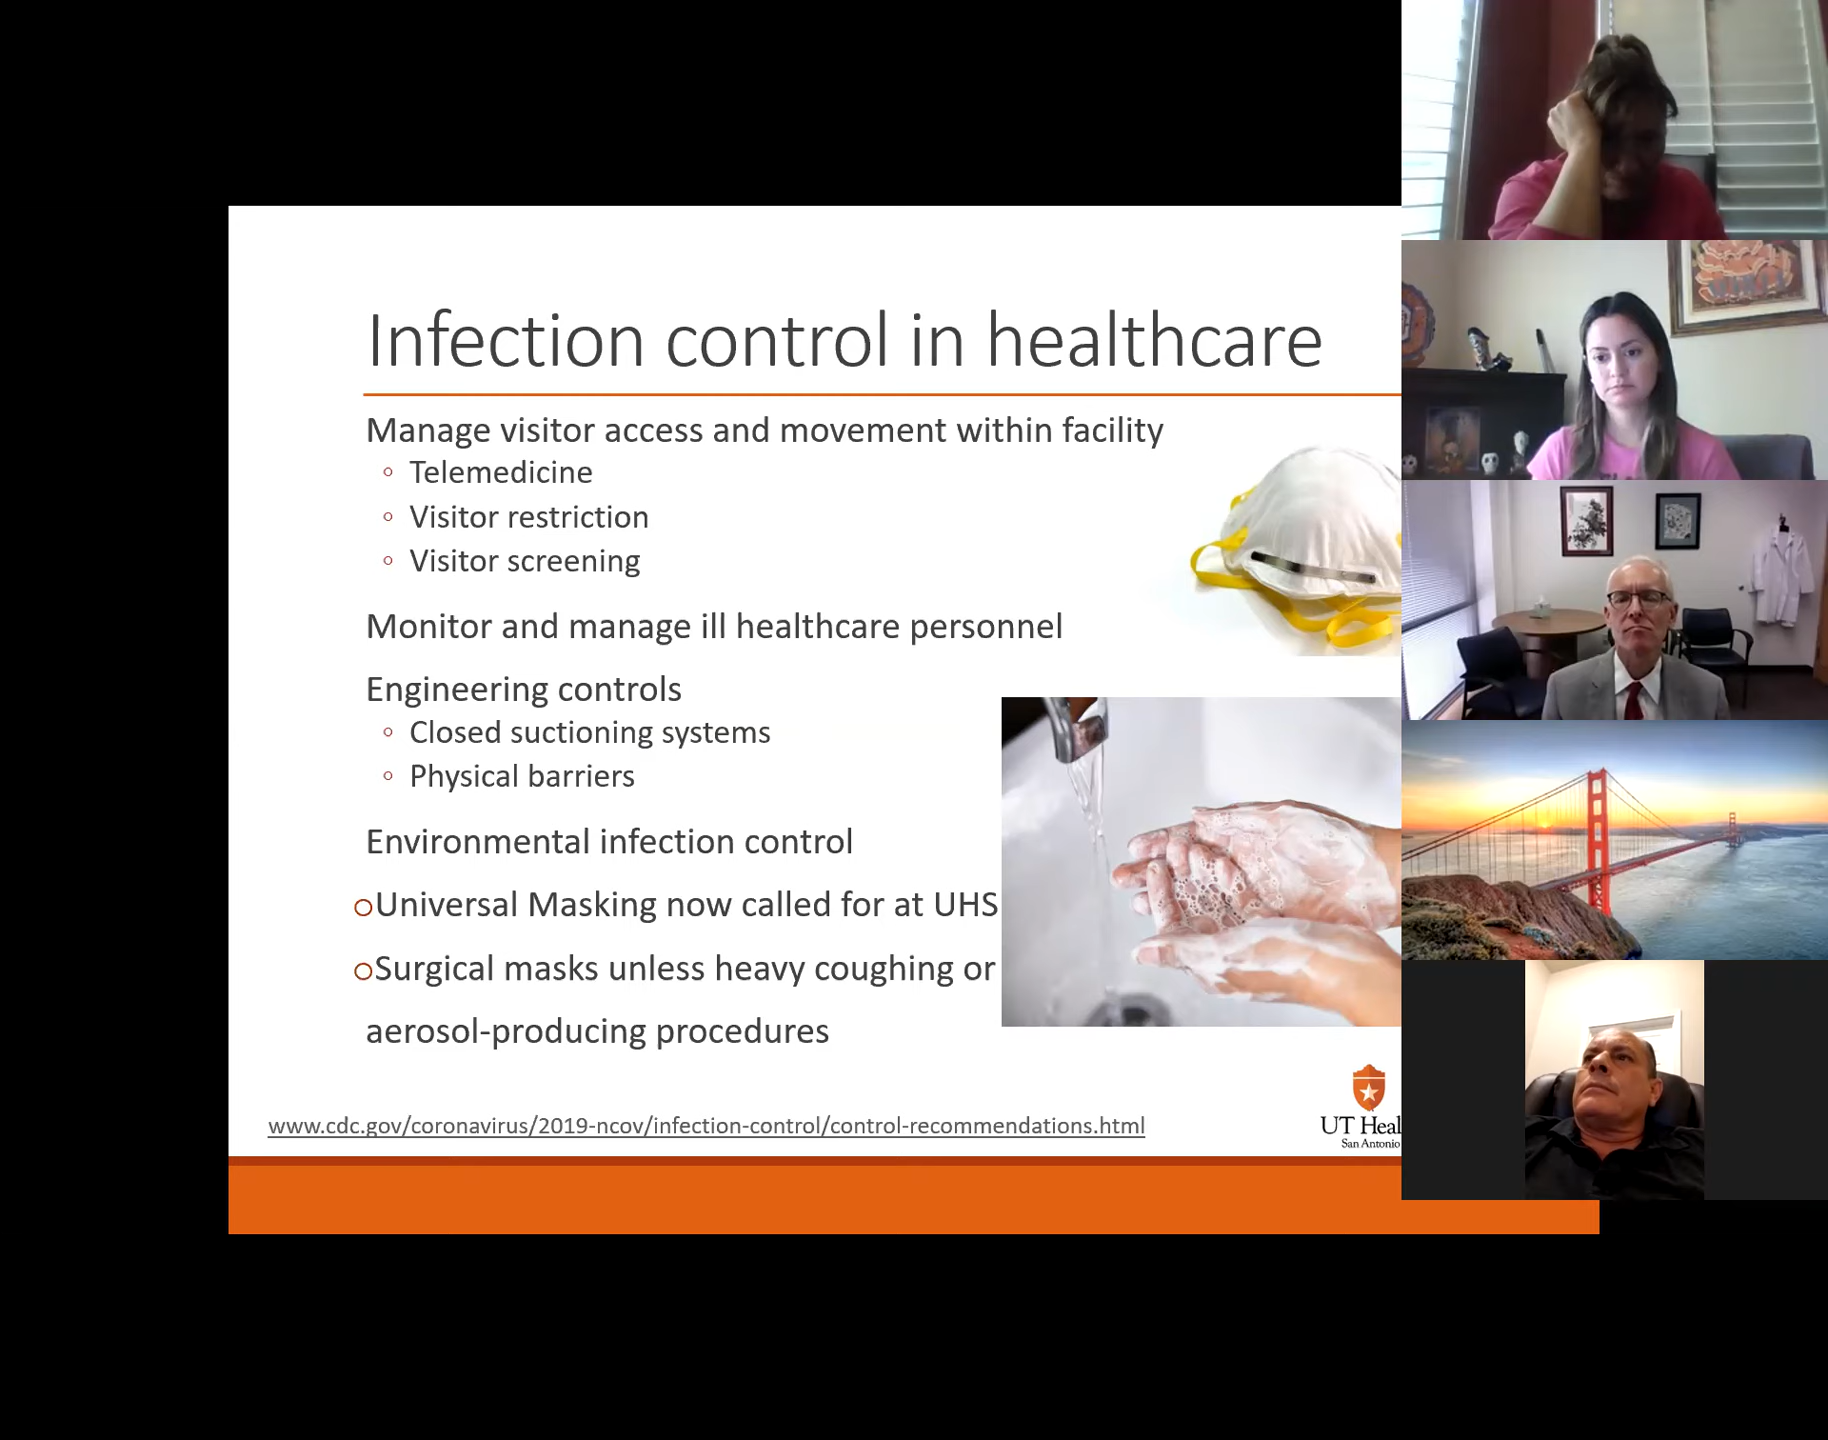 Infection control in healthcare
Manage visitor access and movement within facility
◦ Telemedicine
◦ Visitor restriction
◦ Visitor screening
Monitor and manage ill healthcare personnel
Engineering controls
◦ Closed suctioning systems
◦ Physical barriers
Environmental infection control
oUniversal Masking now called for at UHS
oSurgical masks unless heavy coughing or
aerosol-producing procedures
www.cdc.gov/coronavirus/2019-ncov/infection-control/control-recommendations.html
UT Heal
San Antonio